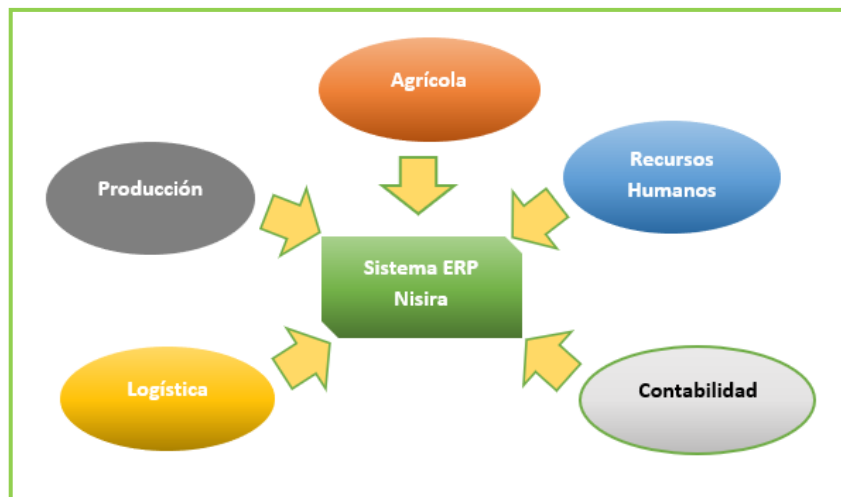 Agrícola
Producción
Recursos
Humanos
Sistema ERP
Nisira
Logística
Contabilidad